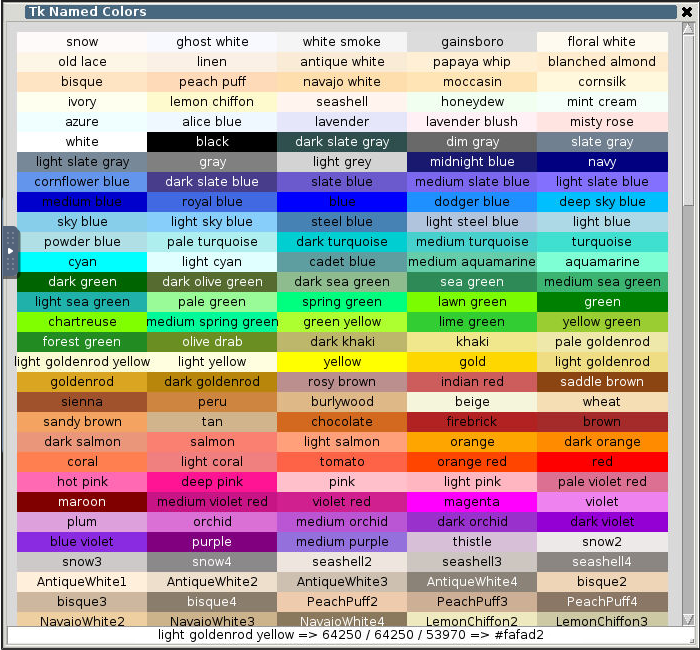 Tk Named Colors
snow ghost white white smoke gainsboro floral white
old lace linen antique white papaya whip blanched almond
bisque peach puff navajo white moccasin cornsilk
ivory lemon chiffon seashell honeydew mint cream
azure alice blue lavender lavender blush misty rose
white black dark slate gray dim gray slate gray
light slate gray gray light grey midnight blue navy
cornflower blue dark slate blue slate blue medium slate blue light slate blue
medium blue royal blue blue dodger blue deep sky blue
sky blue light sky blue steel blue light steel blue light blue
powder blue pale turquoise dark turquoise medium turquoise turquoise
cyan light cyan cadet blue medium aquamarine aquamarine
dark green dark olive green dark sea green sea green medium sea green
light sea green pale green spring green lawn green green
chartreuse medium spring green green yellow lime green yellow green
forest green olive drab dark khaki khaki pale goldenrod
light goldenrod yellow light yellow yellow gold light goldenrod
goldenrod dark goldenrod rosy brown indian red saddle brown
sienna peru burlywood beige wheat
sandy brown tan chocolate firebrick brown
dark salmon salmon light salmon orange dark orange
coral light coral tomato orange red red
hot pink deep pink pink light pink pale violet red
maroon medium violet red violet red magenta violet
plum orchid medium orchid dark orchid dark violet
blue violet purple medium purple thistle snow2
snow3 snow4 seashell2 seashell3 seashell4
AntiqueWhite1 AntiqueWhite2 AntiqueWhite3 AntiqueWhite4 bisque2
bisque3 bisque4 PeachPuff2 PeachPuff3 PeachPuff4
NavajoWhite2 NavajoWhite3 NavajoWhite4 LemonChiffon2 LemonChiffon3
light goldenrod yellow => 64250 / 64250 / 53970 => #fafad2